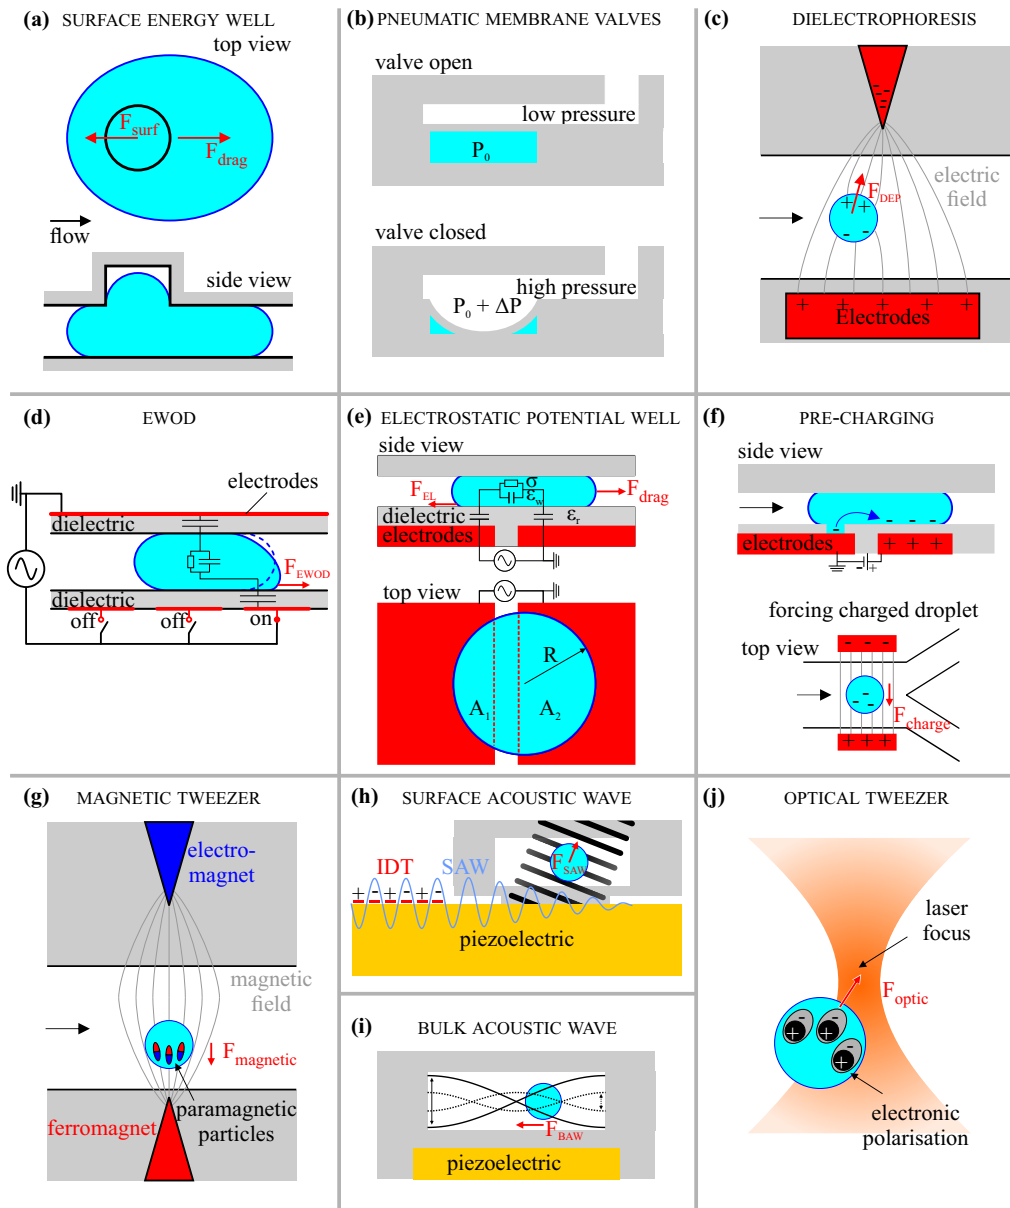 (a) SURFACE ENERGY WELL
top view
F_surf
F_drag
flow
side view
(b) PNEUMATIC MEMBRANE VALVES
valve open
low pressure
P_0
valve closed
high pressure
P_0 + ΔP
(c) DIELECTROPHORESIS
- - - - - -
electric
field
F_DEP
+ +
- -
+ + + + +
Electrodes
(d) EWOD
electrodes
dielectric
F_EWOD
dielectric
off off on
(e) ELECTROSTATIC POTENTIAL WELL
side view
σ
F_EL ε_w F_drag
dielectric ε_r
electrodes
top view
R
A_1 A_2
(f) PRE-CHARGING
side view
- - - -
electrodes + + +
- +
forcing charged droplet
top view
- - -
- - -
F_charge
+ + + +
(g) MAGNETIC TWEEZER
electro-
magnet
magnetic
field
F_magnetic
paramagnetic
particles
ferromagnet
(h) SURFACE ACOUSTIC WAVE
F_SAW
IDT SAW
+ - + - + -
piezoelectric
(i) BULK ACOUSTIC WAVE
F_BAW
piezoelectric
(j) OPTICAL TWEEZER
laser
focus
F_optic
- -
+ +
-
+
electronic
polarisation